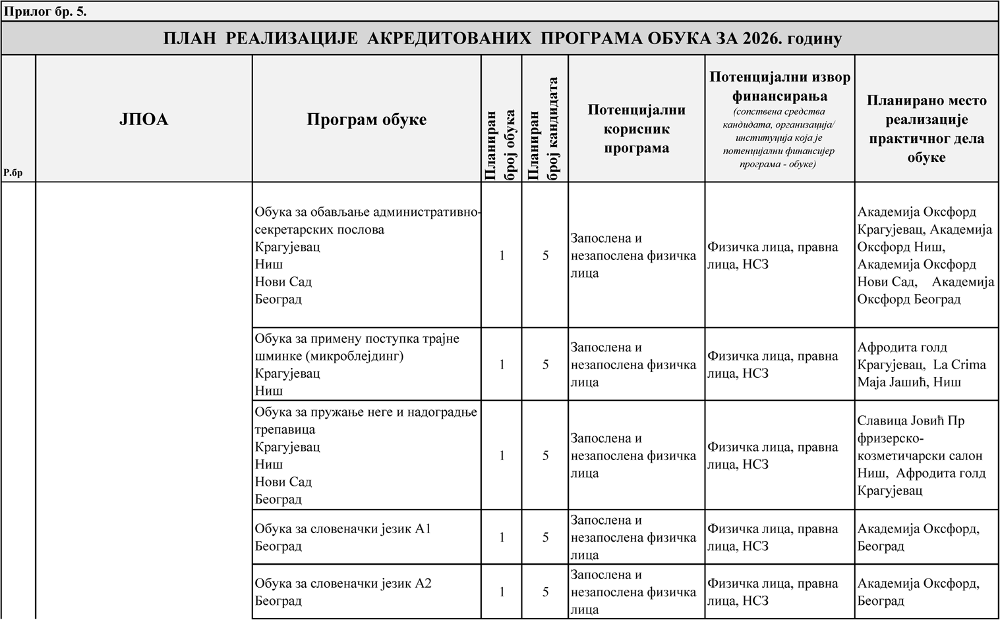 Прилог бр. 5.
ПЛАН РЕАЛИЗАЦИЈЕ АКРЕДИТОВАНИХ ПРОГРАМА ОБУКА ЗА 2026. годину
Р.бр
ЈПОА
Програм обуке
Планиран
број обука
Планиран
број кандидата
Потенцијални
корисник
програма
Потенцијални извор
финансирања
(сопствена средства
кандидата, организација/
институција која је
потенцијални финансијер
програма - обуке)
Планирано место
реализације
практичног дела
обуке
Обука за обављање административно-
секретарских послова
Крагујевац
Ниш
Нови Сад
Београд
1
5
Запослена и
незапослена физичка
лица
Физичка лица, правна
лица, НСЗ
Академија Оксфорд
Крагујевац, Академија
Оксфорд Ниш,
Академија Оксфорд
Нови Сад, Академија
Оксфорд Београд
Обука за примену поступка трајне
шминке (микроблејдинг)
Крагујевац
Ниш
1
5
Запослена и
незапослена физичка
лица
Физичка лица, правна
лица, НСЗ
Афродита голд
Крагујевац, La Crima
Маја Јашић, Ниш
Обука за пружање неге и надоградње
трепавица
Крагујевац
Ниш
Нови Сад
Београд
1
5
Запослена и
незапослена физичка
лица
Физичка лица, правна
лица, НСЗ
Славица Јовић Пр
фризерско-
козметичарски салон
Ниш, Афродита голд
Крагујевац
Обука за словеначки језик А1
Београд
1
5
Запослена и
незапослена физичка
лица
Физичка лица, правна
лица, НСЗ
Академија Оксфорд,
Београд
Обука за словеначки језик А2
Београд
1
5
Запослена и
незапослена физичка
лица
Физичка лица, правна
лица, НСЗ
Академија Оксфорд,
Београд